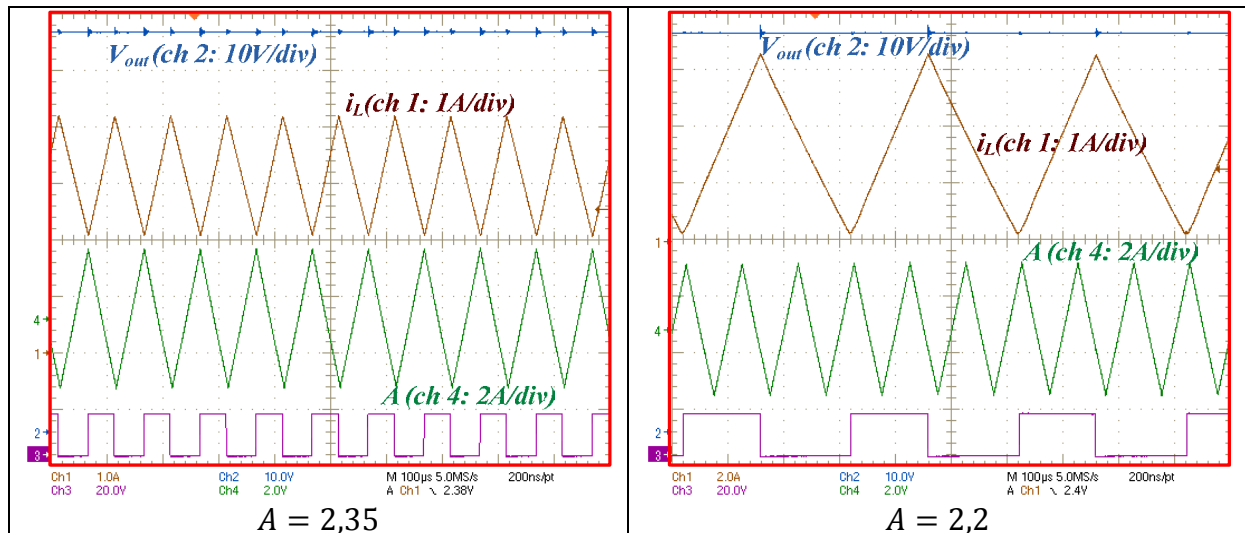 V_out (ch 2: 10V/div)
i_L(ch 1: 1A/div)
4
1
A (ch 4: 2A/div)
2
3
Ch1 1.0A Ch2 10.0V M 100µs 5.0MS/s 200ns/pt
Ch3 20.0V Ch4 2.0V A Ch1 ∖ 2.38V
A = 2,35
V_out (ch 2: 10V/div)
i_L(ch 1: 1A/div)
1
A (ch 4: 2A/div)
4
2
3
Ch1 2.0A Ch2 10.0V M 100µs 5.0MS/s 200ns/pt
Ch3 20.0V Ch4 2.0V A Ch1 ∖ 2.4V
A = 2,2